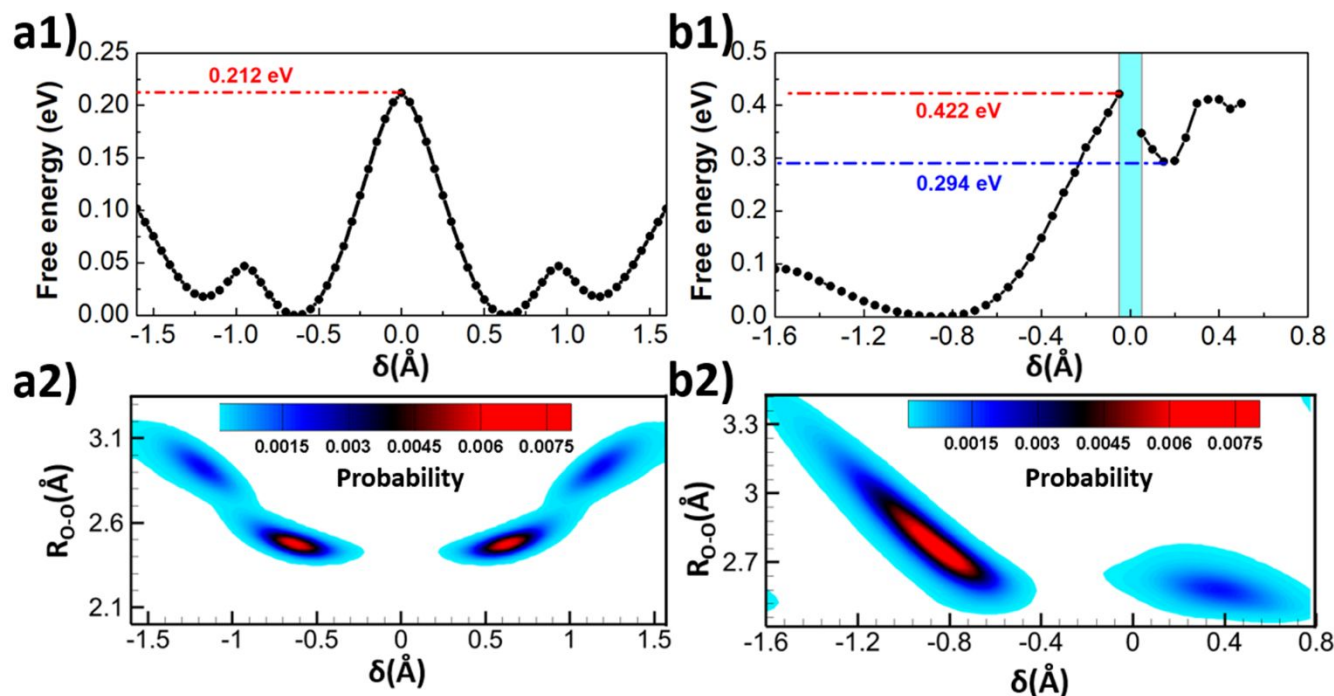 a1)
0.25
0.20
0.15
0.10
0.05
0.00
Free energy (eV)
0.212 eV
-1.5 -1.0 -0.5 0.0 0.5 1.0 1.5
δ(Å)
b1)
0.5
0.4
0.3
0.2
0.1
0.0
Free energy (eV)
0.422 eV
0.294 eV
-1.6 -1.2 -0.8 -0.4 0.0 0.4 0.8
δ(Å)
a2)
3.1
2.6
2.1
R_O-O(Å)
0.0015 0.003 0.0045 0.006 0.0075
Probability
-1.5 -1 -0.5 0 0.5 1 1.5
δ(Å)
b2)
3.3
3
2.7
R_O-O(Å)
0.0015 0.003 0.0045 0.006 0.0075
Probability
-1.6 -1.2 -0.8 -0.4 0 0.4 0.8
δ(Å)